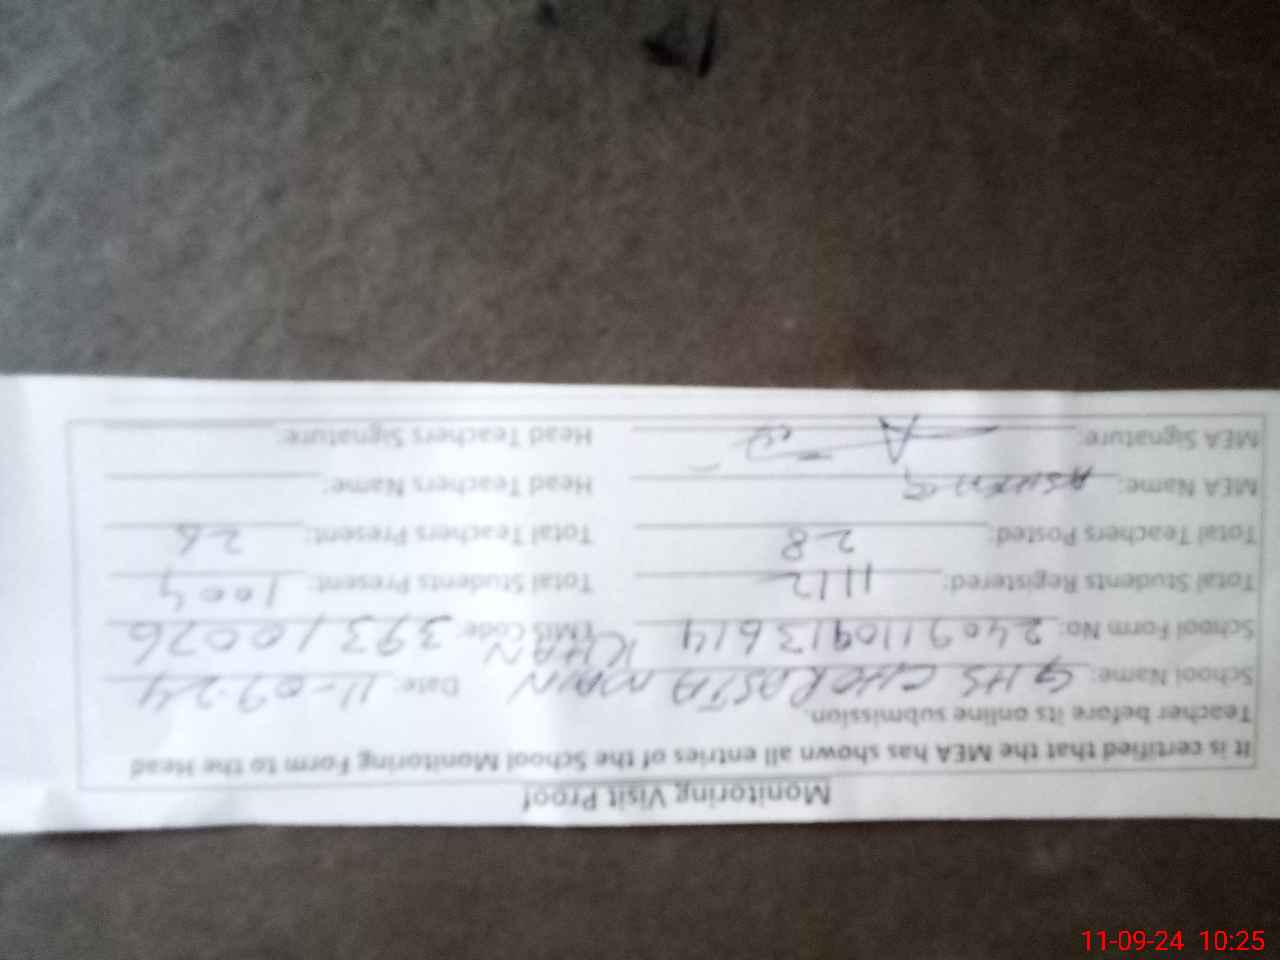 Monitoring Visit Proof
It is certified that the MEA has shown all entries of the School Monitoring Form to the Head
Teacher before its online submission.
School Name: GHS CHORASTA MAIN KHAN Date: 11-09-24
School Form No: 2409110913614 EMIS Code: 39310076
Total Students Registered: 1112 Total Students Present: 1004
Total Teachers Posted: 28 Total Teachers Present: 26
MEA Name: Head Teachers Name:
MEA Signature: Head Teachers Signature:
11-09-24 10:25